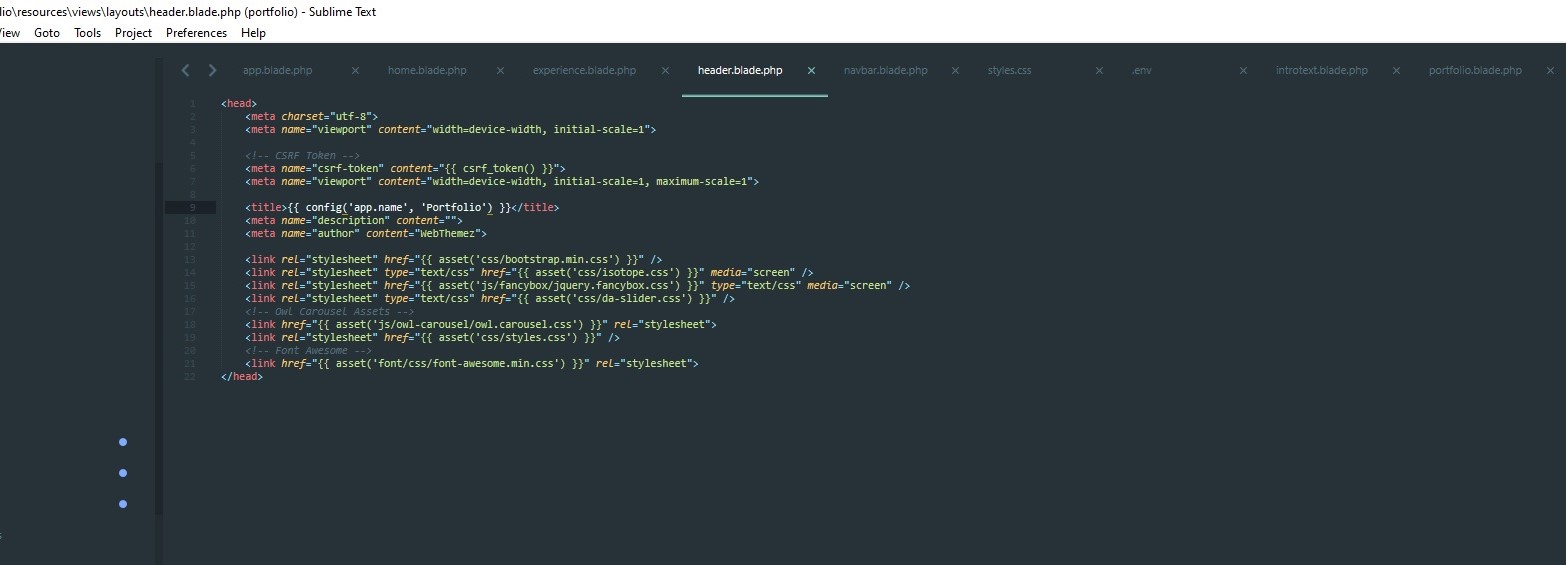 lio\resources\views\layouts\header.blade.php (portfolio) - Sublime Text
View Goto Tools Project Preferences Help
app.blade.php × home.blade.php × experience.blade.php × header.blade.php × navbar.blade.php × styles.css × .env × introtext.blade.php × portfolio.blade.php ×
1 <head>
2 <meta charset="utf-8">
3 <meta name="viewport" content="width=device-width, initial-scale=1">
4
5 <!-- CSRF Token -->
6 <meta name="csrf-token" content="{{ csrf_token() }}">
7 <meta name="viewport" content="width=device-width, initial-scale=1, maximum-scale=1">
8
9 <title>{{ config('app.name', 'Portfolio') }}</title>
10 <meta name="description" content="">
11 <meta name="author" content="WebThemez">
12
13 <link rel="stylesheet" href="{{ asset('css/bootstrap.min.css') }}" />
14 <link rel="stylesheet" type="text/css" href="{{ asset('css/isotope.css') }}" media="screen" />
15 <link rel="stylesheet" href="{{ asset('js/fancybox/jquery.fancybox.css') }}" type="text/css" media="screen" />
16 <link rel="stylesheet" type="text/css" href="{{ asset('css/da-slider.css') }}" />
17 <!-- Owl Carousel Assets -->
18 <link href="{{ asset('js/owl-carousel/owl.carousel.css') }}" rel="stylesheet">
19 <link rel="stylesheet" href="{{ asset('css/styles.css') }}" />
20 <!-- Font Awesome -->
21 <link href="{{ asset('font/css/font-awesome.min.css') }}" rel="stylesheet">
22 </head>